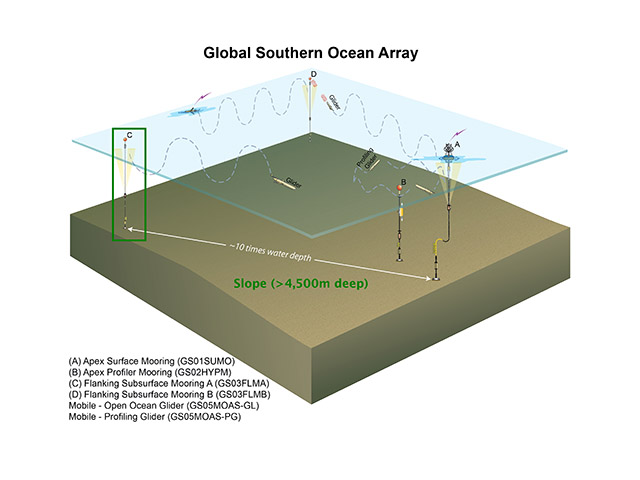 Global Southern Ocean Array
D
Glider
C
A
Profiling
Glider
Glider
B
~10 times water depth
Slope (>4,500m deep)
(A) Apex Surface Mooring (GS01SUMO)
(B) Apex Profiler Mooring (GS02HYPM)
(C) Flanking Subsurface Mooring A (GS03FLMA)
(D) Flanking Subsurface Mooring B (GS03FLMB)
Mobile - Open Ocean Glider (GS05MOAS-GL)
Mobile - Profiling Glider (GS05MOAS-PG)